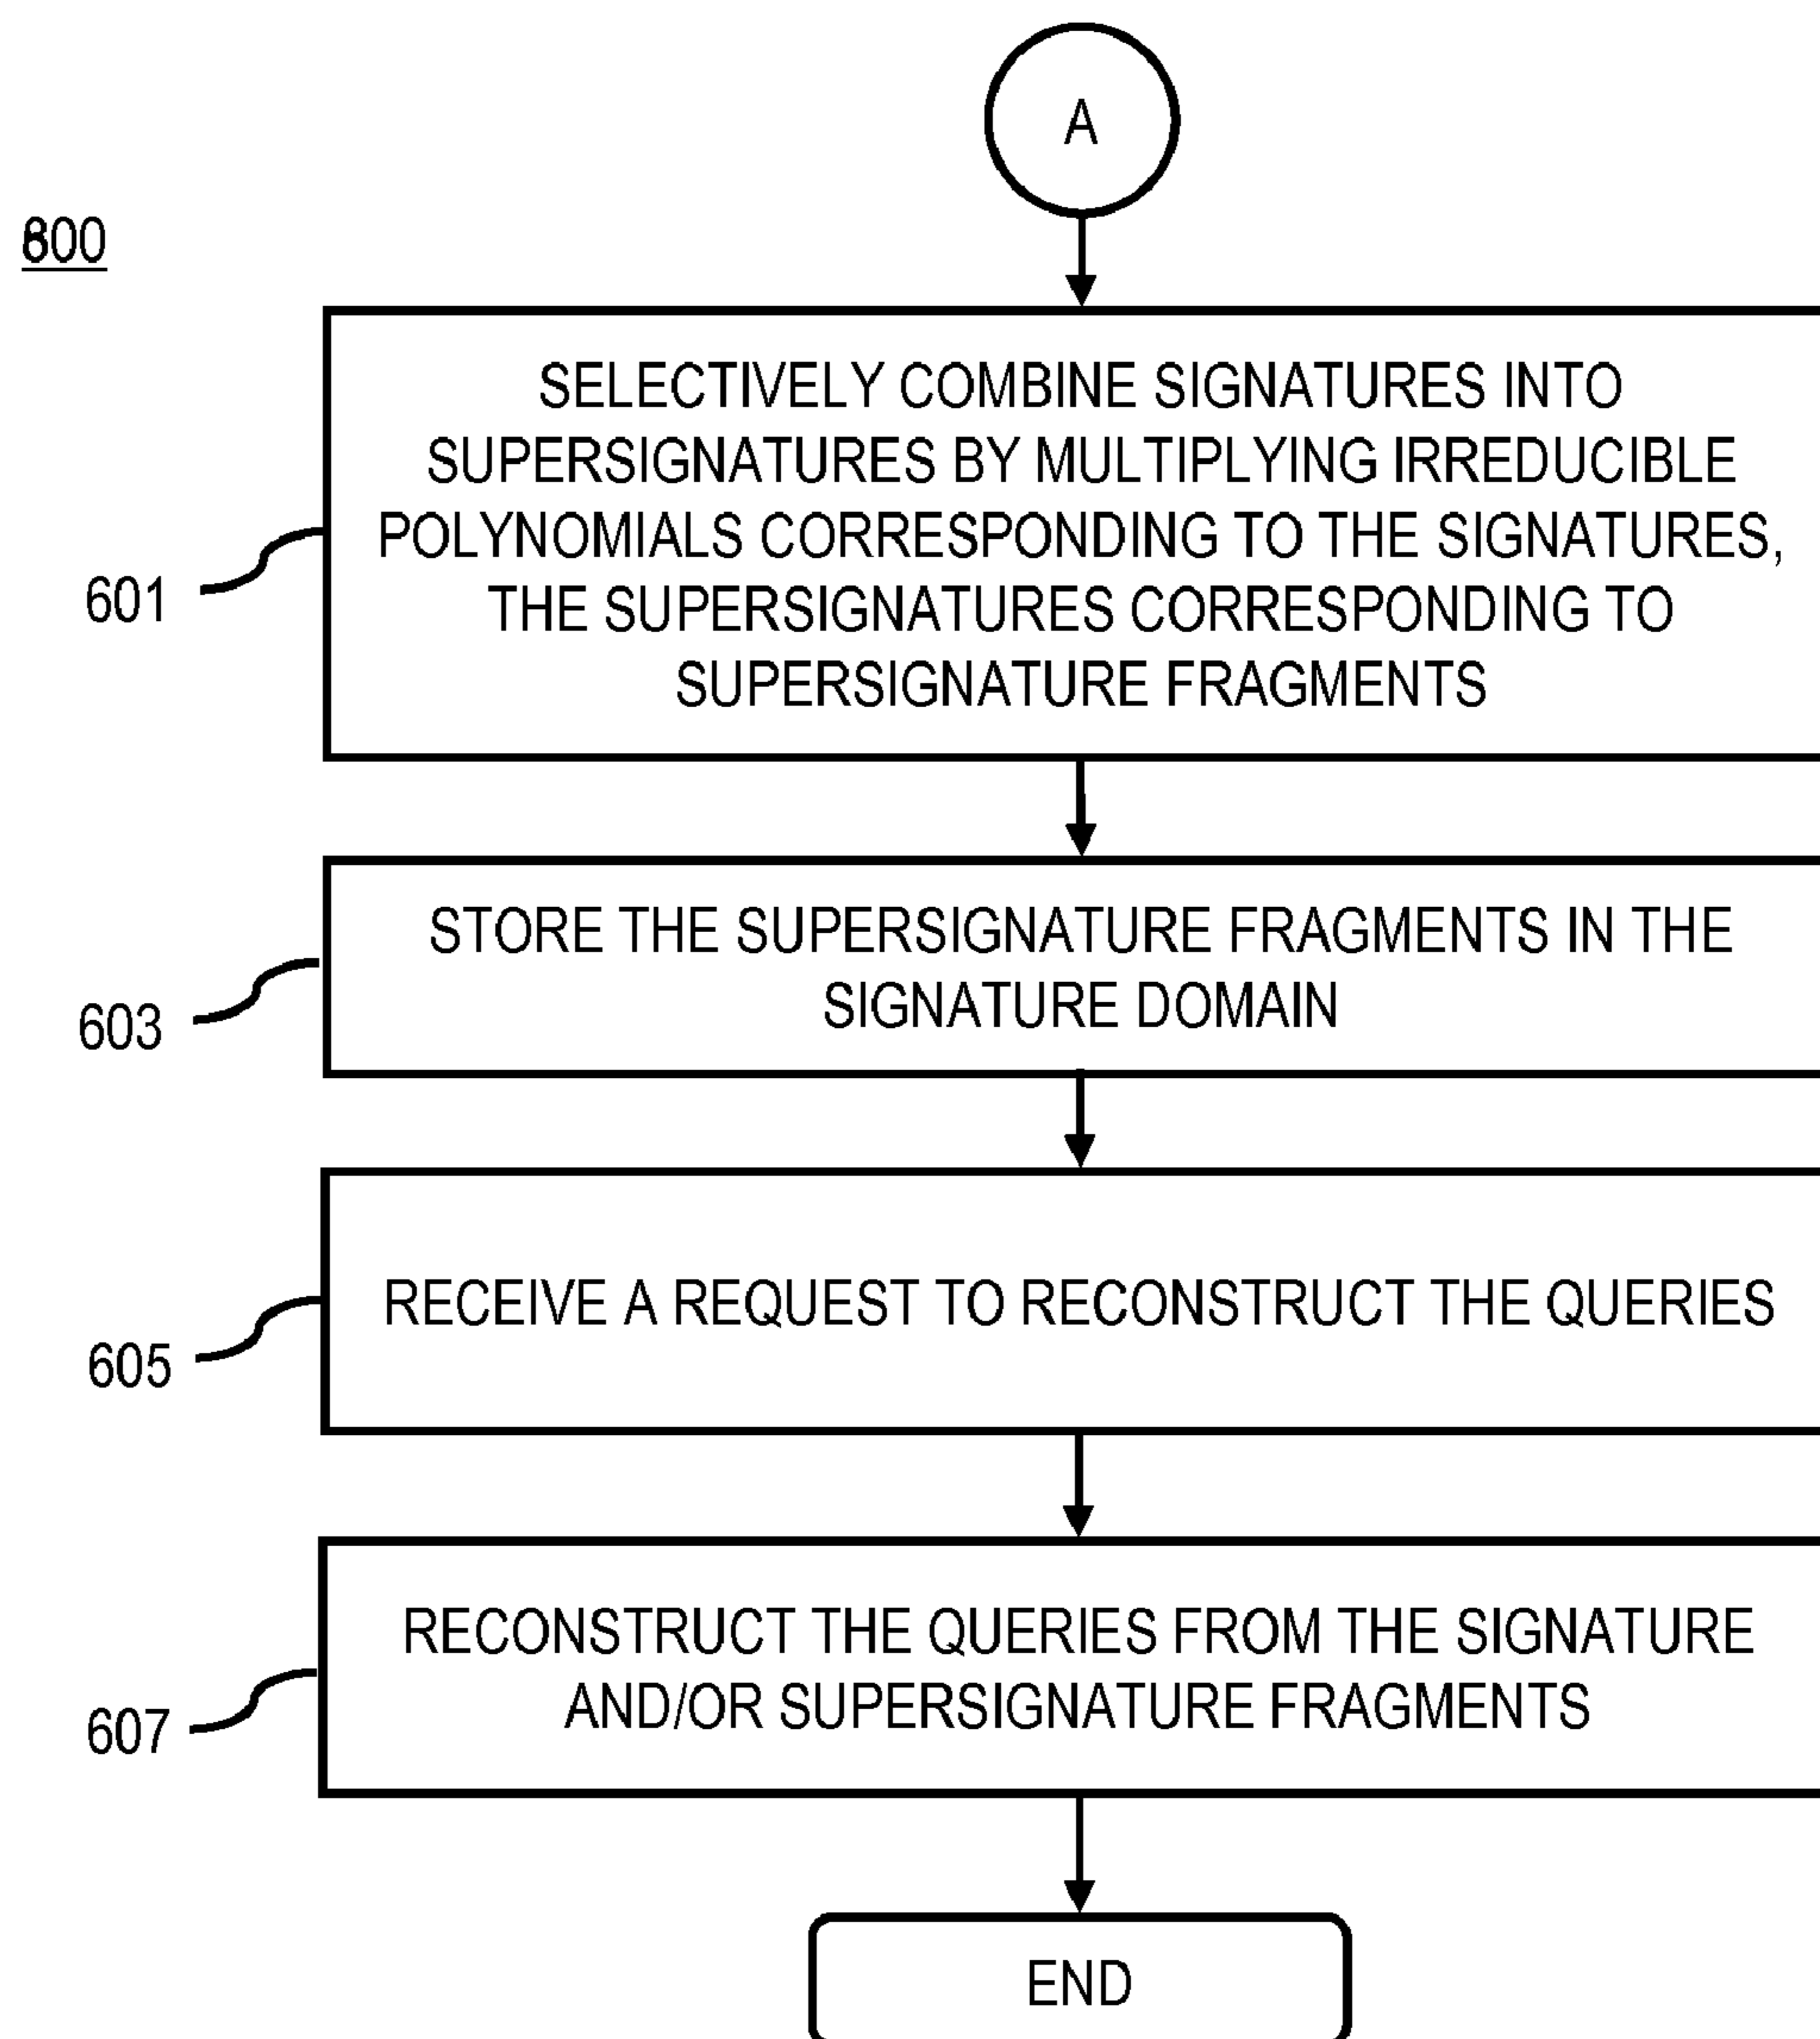 A
800
SELECTIVELY COMBINE SIGNATURES INTO
SUPERSIGNATURES BY MULTIPLYING IRREDUCIBLE
POLYNOMIALS CORRESPONDING TO THE SIGNATURES,
THE SUPERSIGNATURES CORRESPONDING TO
SUPERSIGNATURE FRAGMENTS
601
STORE THE SUPERSIGNATURE FRAGMENTS IN THE
SIGNATURE DOMAIN
603
RECEIVE A REQUEST TO RECONSTRUCT THE QUERIES
605
RECONSTRUCT THE QUERIES FROM THE SIGNATURE
AND/OR SUPERSIGNATURE FRAGMENTS
607
END